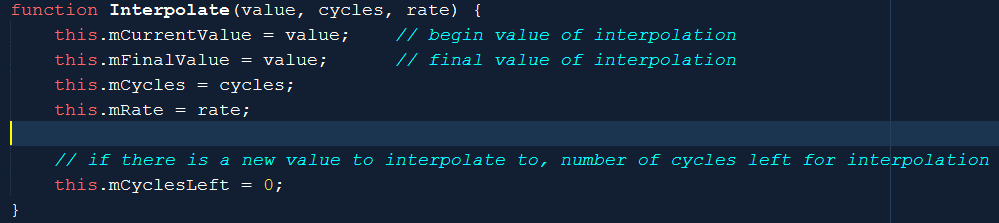 function Interpolate(value, cycles, rate) {
    this.mCurrentValue = value;    // begin value of interpolation
    this.mFinalValue = value;      // final value of interpolation
    this.mCycles = cycles;
    this.mRate = rate;
    // if there is a new value to interpolate to, number of cycles left for interpolation
    this.mCyclesLeft = 0;
}